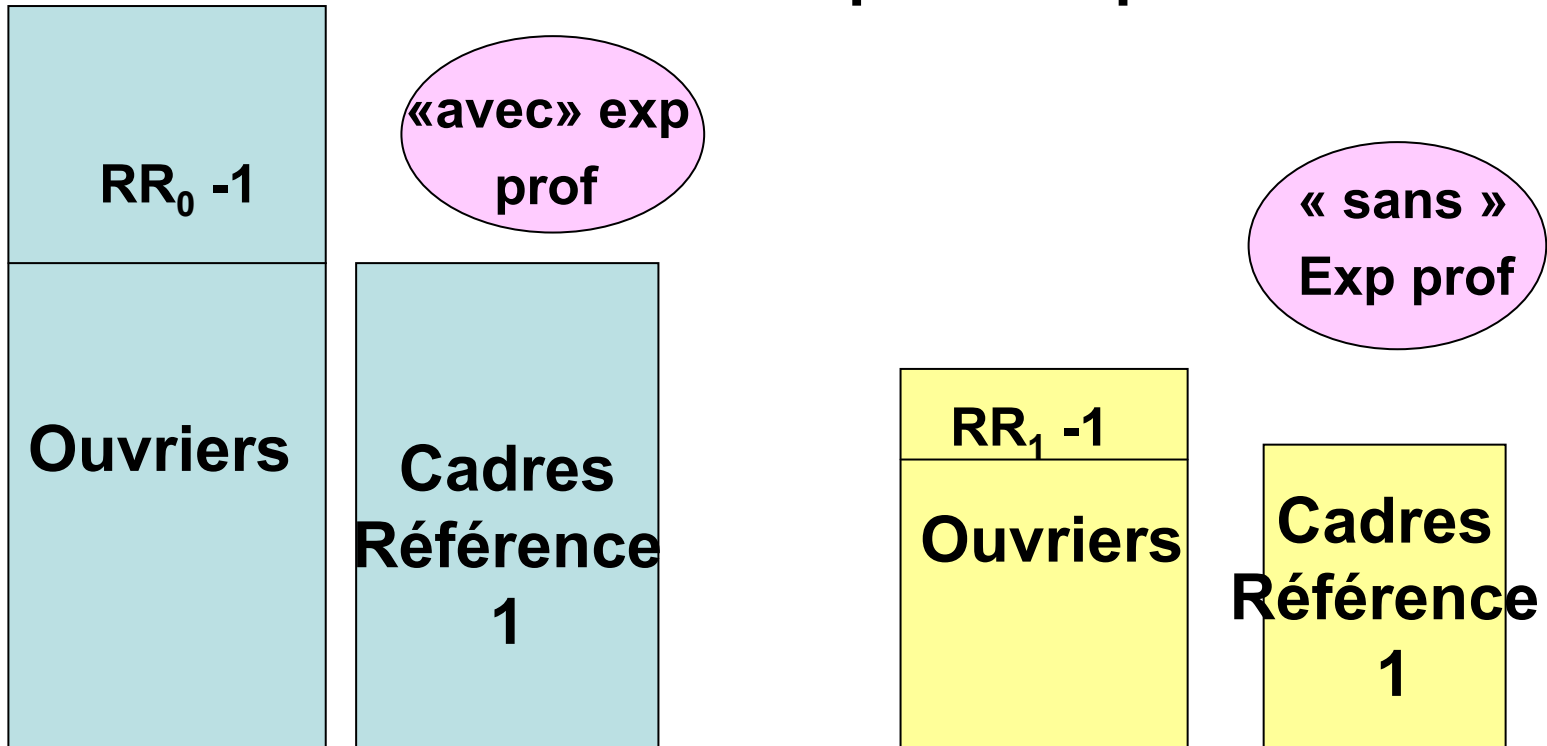 «avec» exp
prof
RR₀ -1
« sans »
Exp prof
Ouvriers
Cadres
Référence
1
RR₁ -1
Ouvriers
Cadres
Référence
1